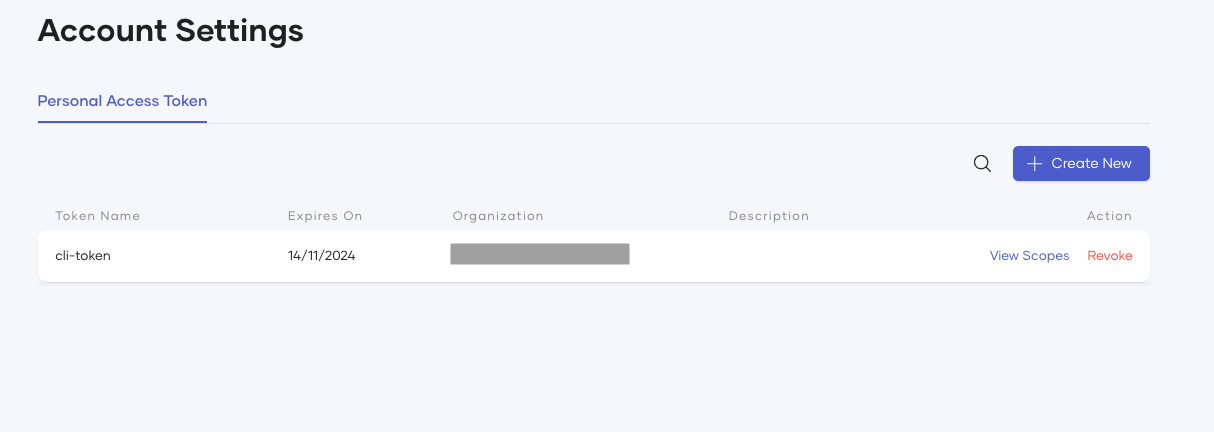 Account Settings
Personal Access Token
Create New
Token Name Expires On Organization Description Action
cli-token 14/11/2024 View Scopes Revoke